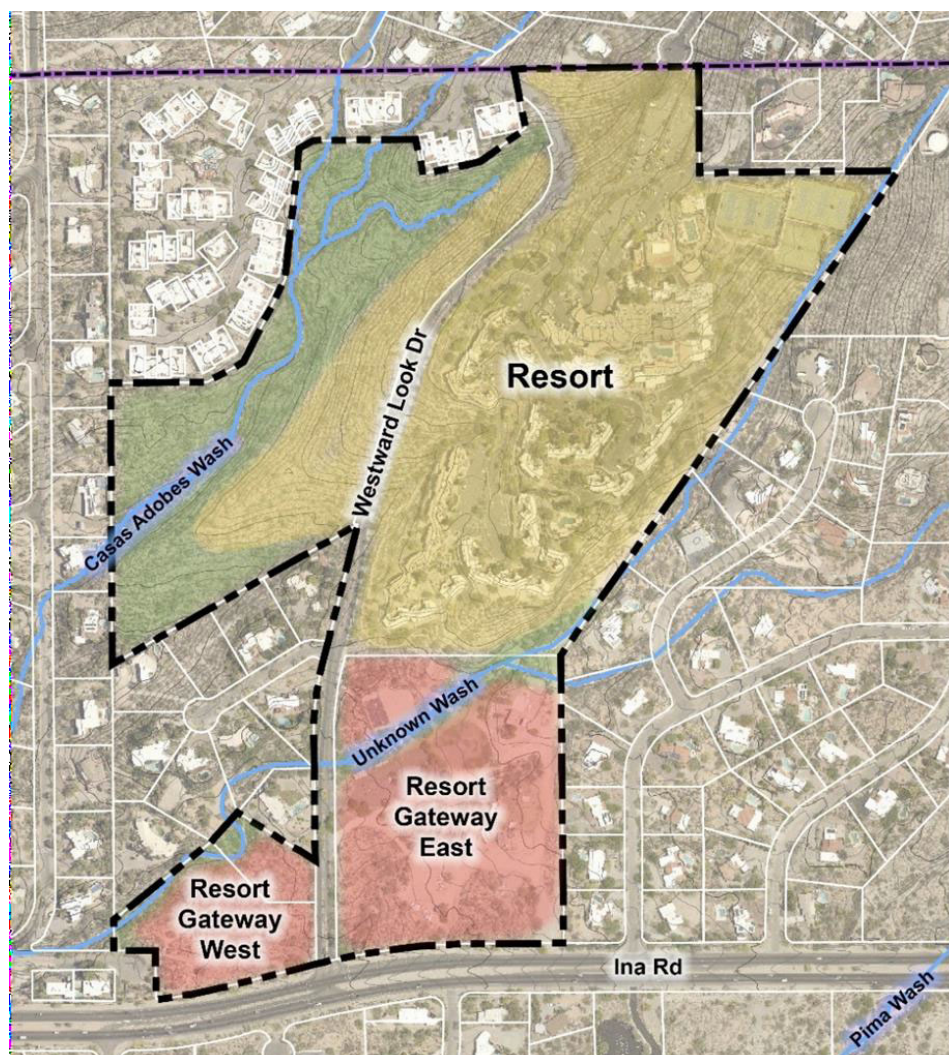 Resort
Westward Look Dr
Casas Adobes Wash
Unknown Wash
Resort
Gateway
East
Resort
Gateway
West
Ina Rd
Pima Wash